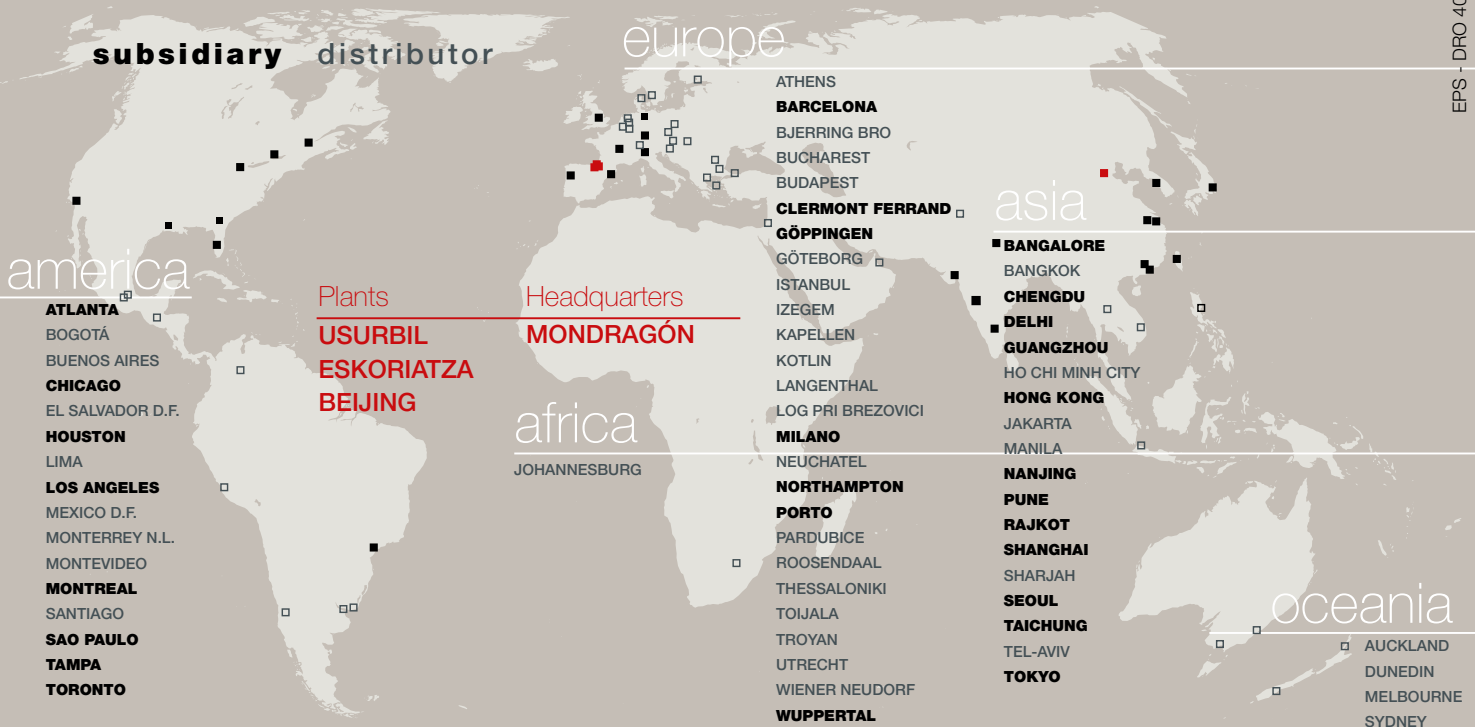 subsidiary distributor
EPS - DRO 40
europe
ATHENS
BARCELONA
BJERRING BRO
BUCHAREST
BUDAPEST
CLERMONT FERRAND
GÖPPINGEN
GÖTEBORG
ISTANBUL
IZEGEM
KAPELLEN
KOTLIN
LANGENTHAL
LOG PRI BREZOVICI
MILANO
NEUCHATEL
NORTHAMPTON
PORTO
PARDUBICE
ROOSENDAAL
THESSALONIKI
TOIJALA
TROYAN
UTRECHT
WIENER NEUDORF
WUPPERTAL
asia
BANGALORE
BANGKOK
CHENGDU
DELHI
GUANGZHOU
HO CHI MINH CITY
HONG KONG
JAKARTA
MANILA
NANJING
PUNE
RAJKOT
SHANGHAI
SHARJAH
SEOUL
TAICHUNG
TEL-AVIV
TOKYO
america
ATLANTA
BOGOTÁ
BUENOS AIRES
CHICAGO
EL SALVADOR D.F.
HOUSTON
LIMA
LOS ANGELES
MEXICO D.F.
MONTERREY N.L.
MONTEVIDEO
MONTREAL
SANTIAGO
SAO PAULO
TAMPA
TORONTO
Plants
USURBIL
ESKORIATZA
BEIJING
Headquarters
MONDRAGÓN
africa
JOHANNESBURG
oceania
AUCKLAND
DUNEDIN
MELBOURNE
SYDNEY